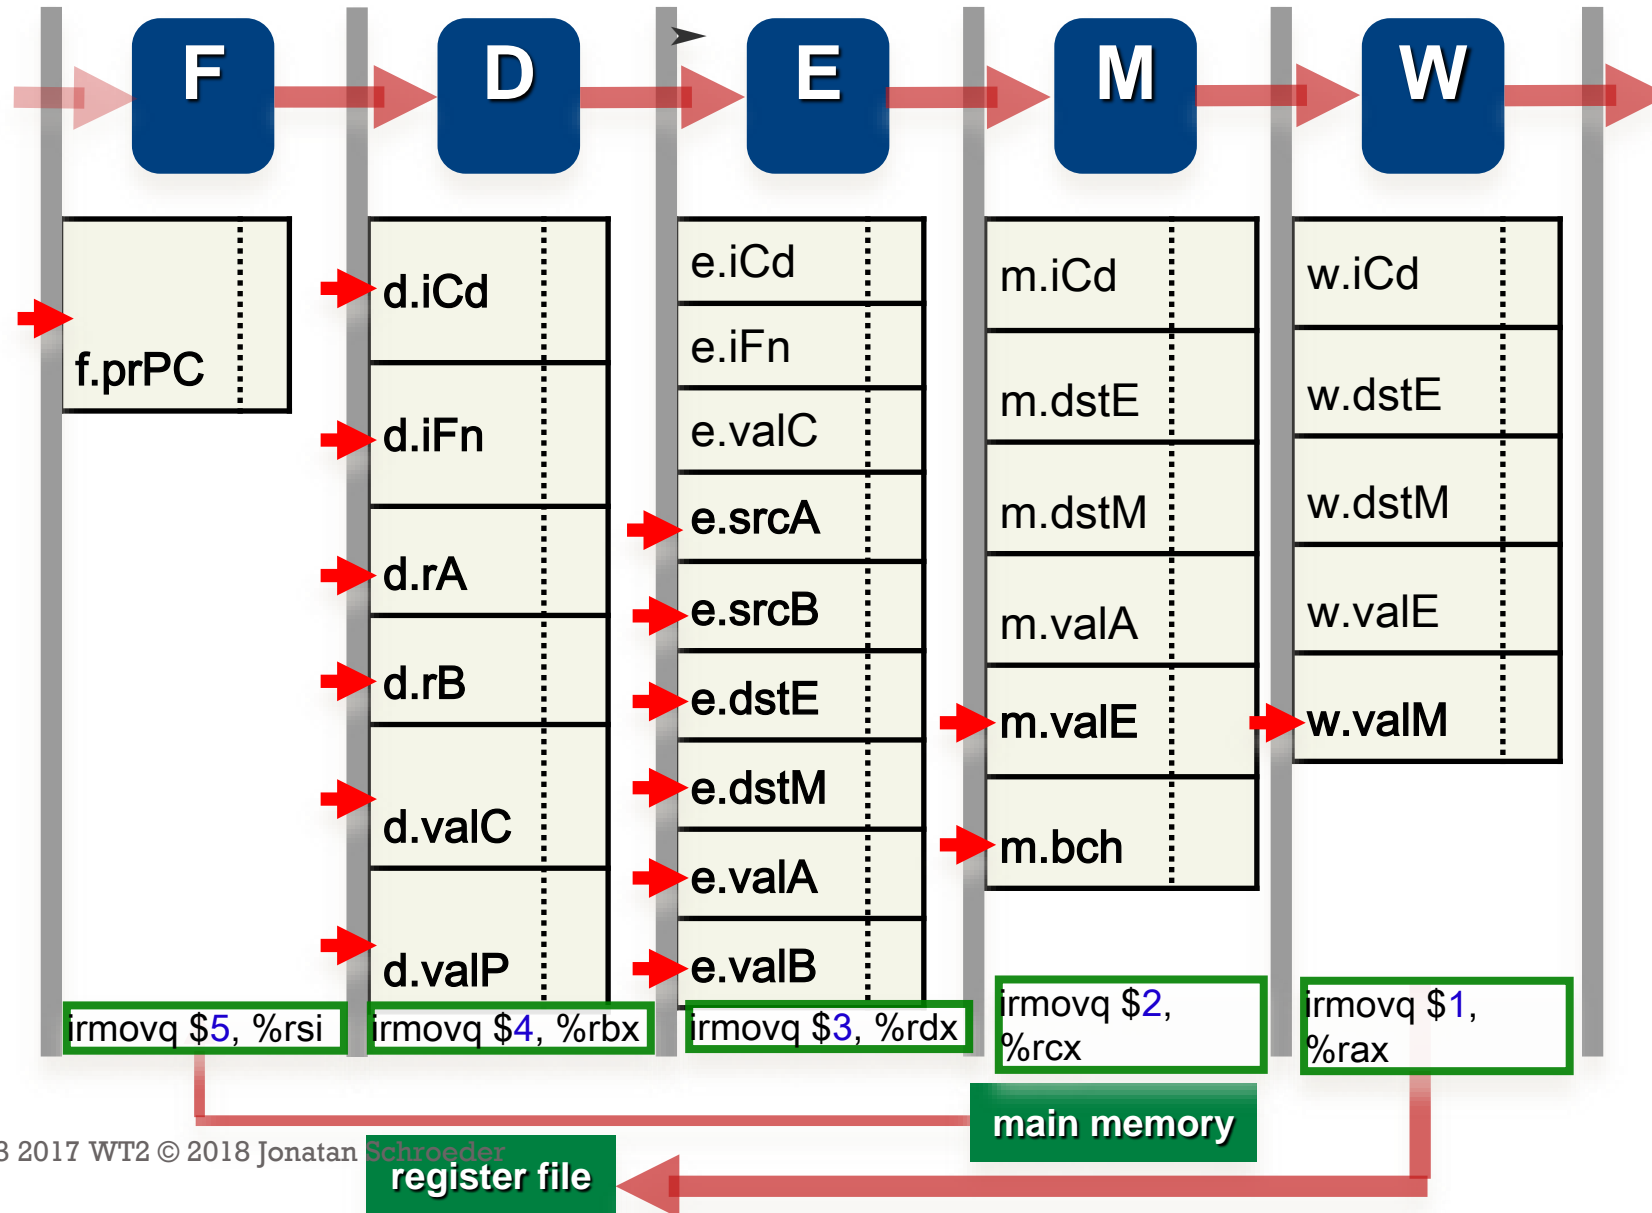 F
D
E
M
W
f.prPC
d.iCd
d.iFn
d.rA
d.rB
d.valC
d.valP
e.iCd
e.iFn
e.valC
e.srcA
e.srcB
e.dstE
e.dstM
e.valA
e.valB
m.iCd
m.dstE
m.dstM
m.valA
m.valE
m.bch
w.iCd
w.dstE
w.dstM
w.valE
w.valM
irmovq $5, %rsi
irmovq $4, %rbx
irmovq $3, %rdx
irmovq $2,
%rcx
irmovq $1,
%rax
main memory
3 2017 WT2 © 2018 Jonatan Schroeder
register file